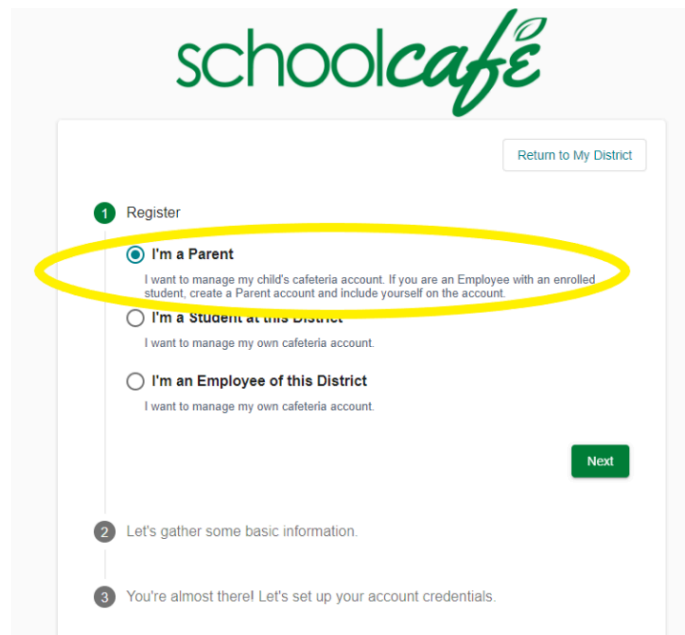 schoolcafé
Return to My District
1 Register
I'm a Parent
I want to manage my child's cafeteria account. If you are an Employee with an enrolled
student, create a Parent account and include yourself on the account.
I'm a Student at this District
I want to manage my own cafeteria account.
I'm an Employee of this District
I want to manage my own cafeteria account.
Next
2 Let's gather some basic information.
3 You're almost there! Let's set up your account credentials.